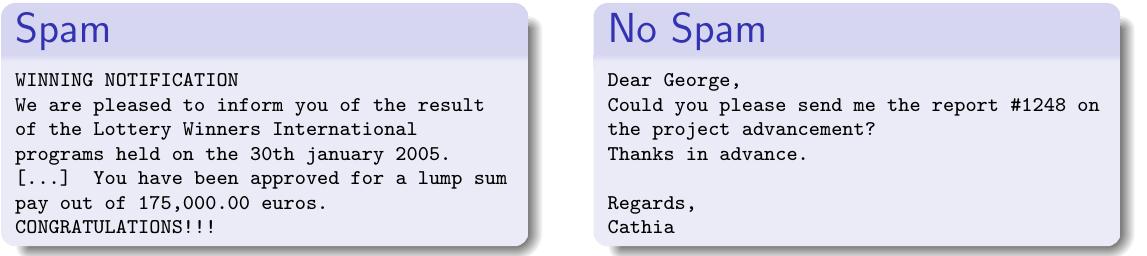 Spam
WINNING NOTIFICATION
We are pleased to inform you of the result
of the Lottery Winners International
programs held on the 30th january 2005.
[...]  You have been approved for a lump sum
pay out of 175,000.00 euros.
CONGRATULATIONS!!!
No Spam
Dear George,
Could you please send me the report #1248 on
the project advancement?
Thanks in advance.
Regards,
Cathia